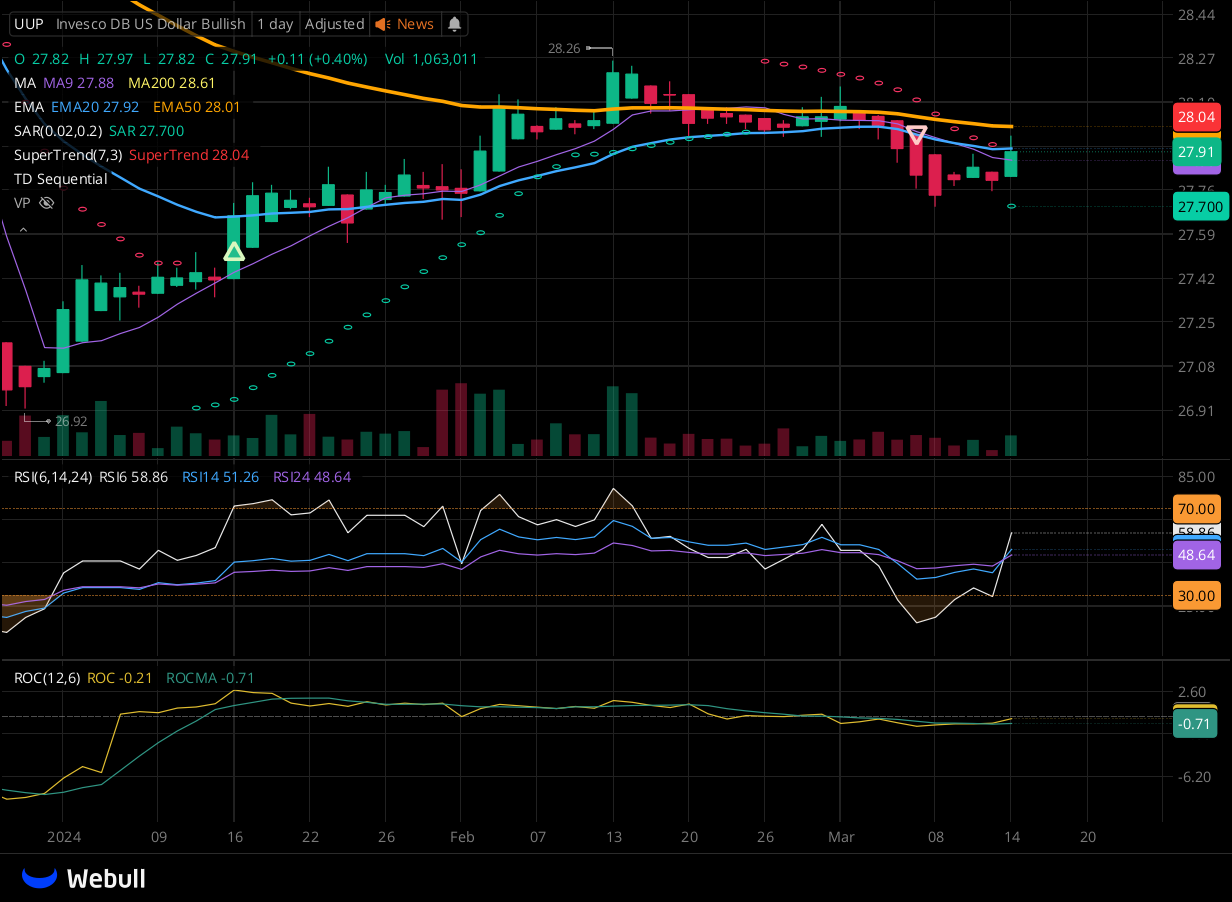 UUP Invesco DB US Dollar Bullish 1 day Adjusted News
O 27.82 H 27.97 L 27.82 C 27.91 +0.11 (+0.40%) Vol 1,063,011
MA MA9 27.88 MA200 28.61
EMA EMA20 27.92 EMA50 28.01
SAR(0.02,0.2) SAR 27.700
SuperTrend(7,3) SuperTrend 28.04
TD Sequential
VP
28.26
26.92
28.44
28.27
28.10
28.04
27.91
27.76
27.700
27.59
27.42
27.25
27.08
26.91
RSI(6,14,24) RSI6 58.86 RSI14 51.26 RSI24 48.64
85.00
70.00
58.86
48.64
30.00
ROC(12,6) ROC -0.21 ROCMA -0.71
2.60
-0.71
-6.20
2024 09 16 22 26 Feb 07 13 20 26 Mar 08 14 20
Webull